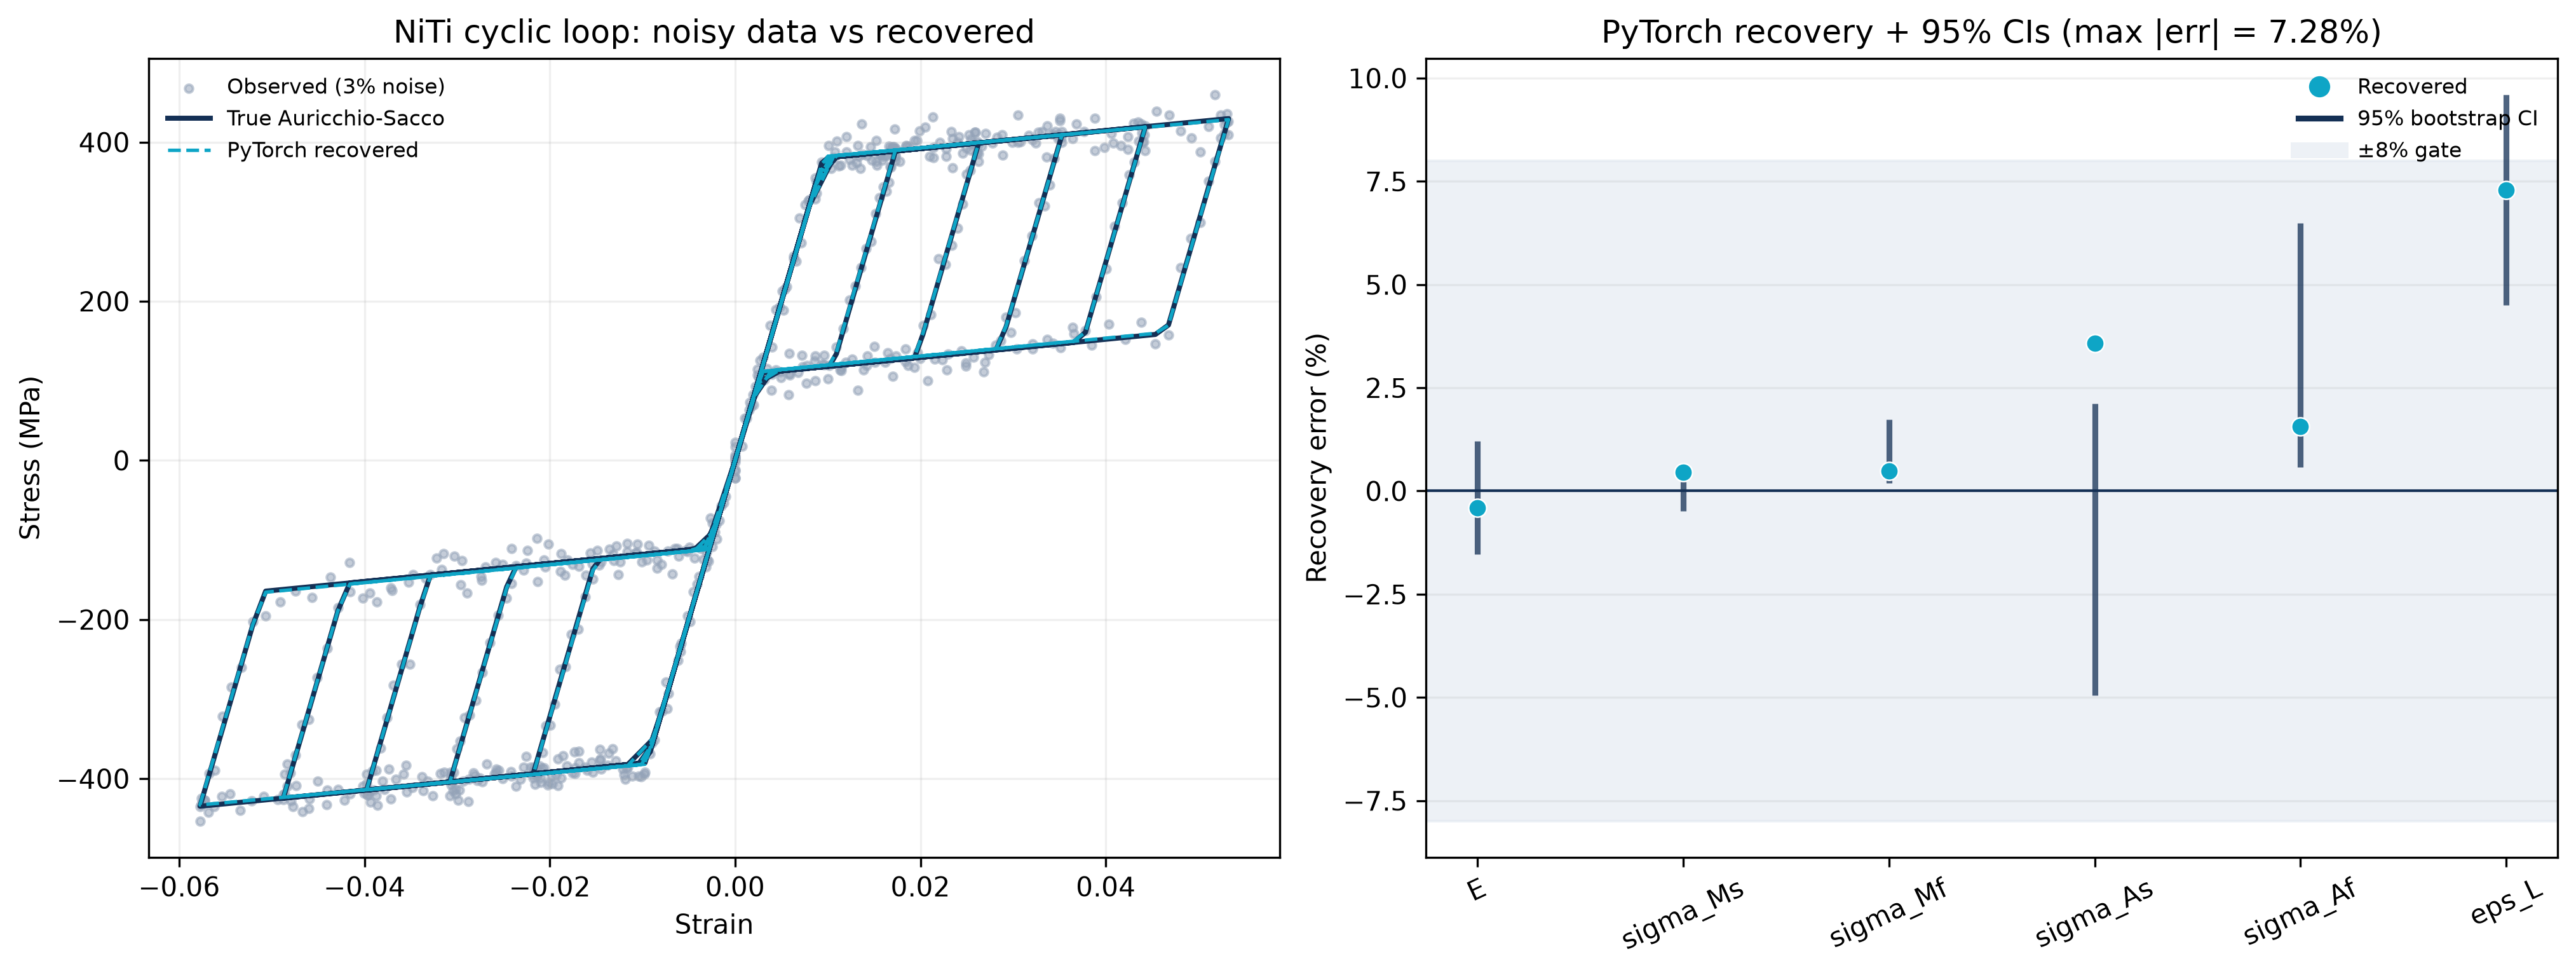 NiTi cyclic loop: noisy data vs recovered
Observed (3% noise)
True Auricchio-Sacco
PyTorch recovered
400
200
0
−200
−400
Stress (MPa)
−0.06
−0.04
−0.02
0.00
0.02
0.04
Strain
PyTorch recovery + 95% CIs (max |err| = 7.28%)
Recovered
95% bootstrap CI
±8% gate
10.0
7.5
5.0
2.5
0.0
−2.5
−5.0
−7.5
Recovery error (%)
E
sigma_Ms
sigma_Mf
sigma_As
sigma_Af
eps_L